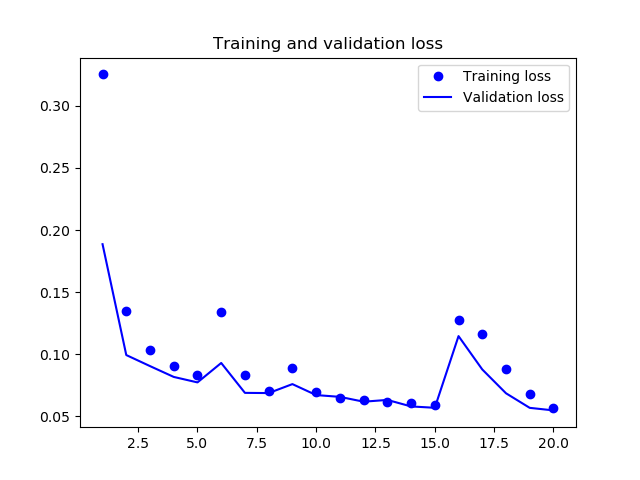 Training and validation loss
Training loss
Validation loss
0.30
0.25
0.20
0.15
0.10
0.05
2.5 5.0 7.5 10.0 12.5 15.0 17.5 20.0